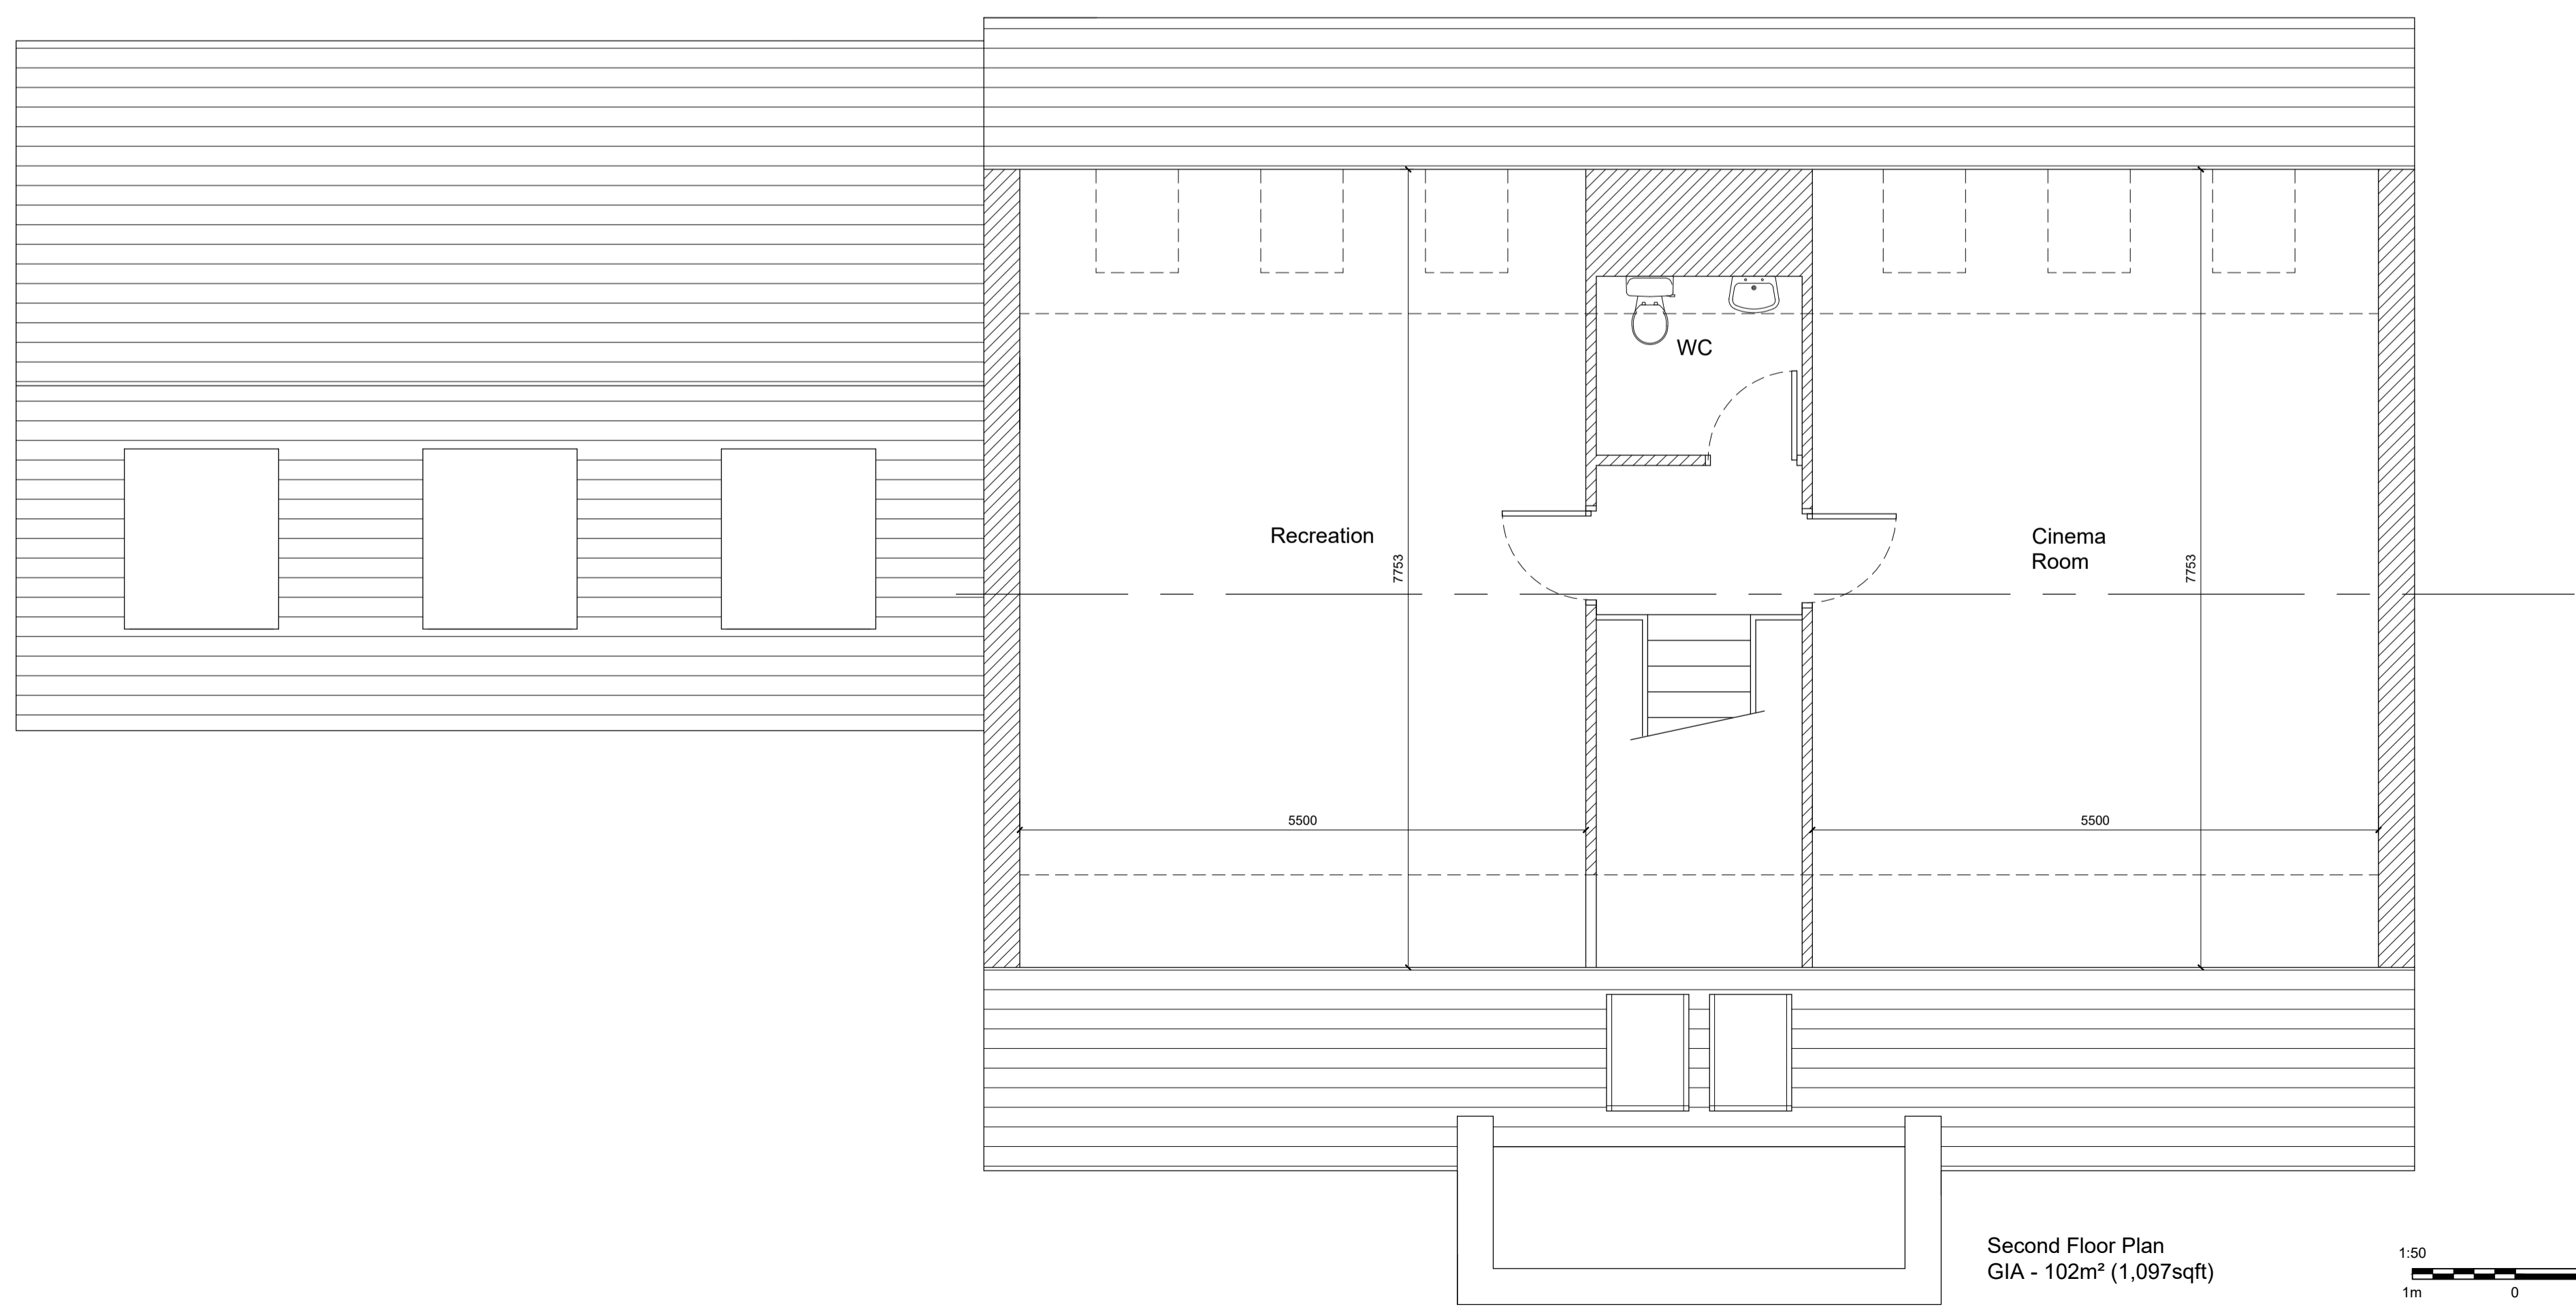 WC
Recreation
Cinema
Room
7753
7753
5500
5500
Second Floor Plan
GIA - 102m² (1,097sqft)
1:50
1m 0